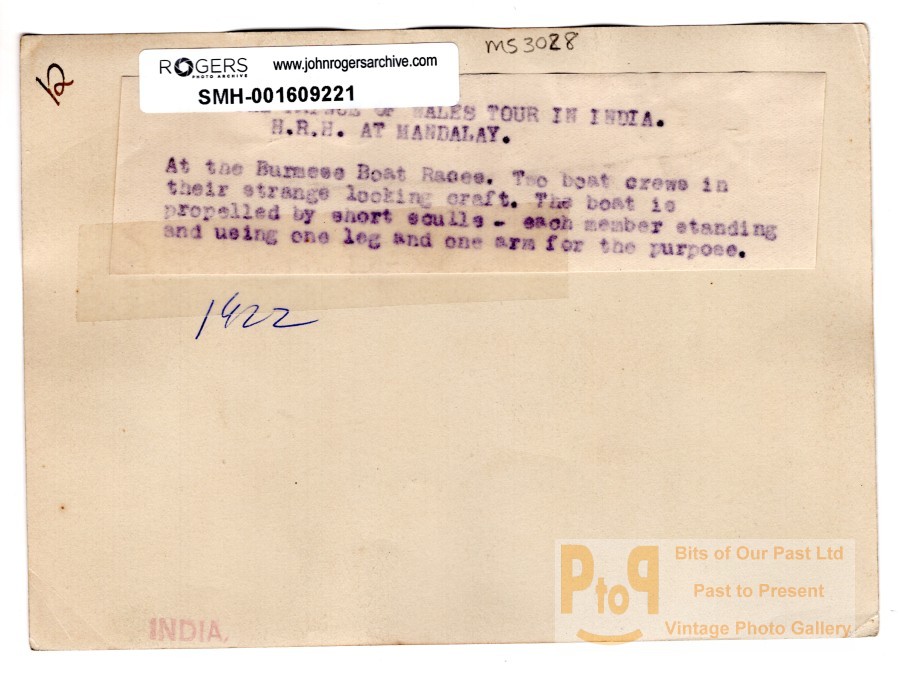 MS3028
12
ROGERS
PHOTO ARCHIVE
www.johnrogersarchive.com
SMH-001609221
OF WALES TOUR IN INDIA.
H.R.H. AT MANDALAY.
At the Burmese Boat Races. Two boat crews in
their strange looking craft. The boat is
propelled by short sculls - each member standing
and using one leg and one arm for the purpose.
1922
INDIA.
PtoP
Bits of Our Past Ltd
Past to Present
Vintage Photo Gallery